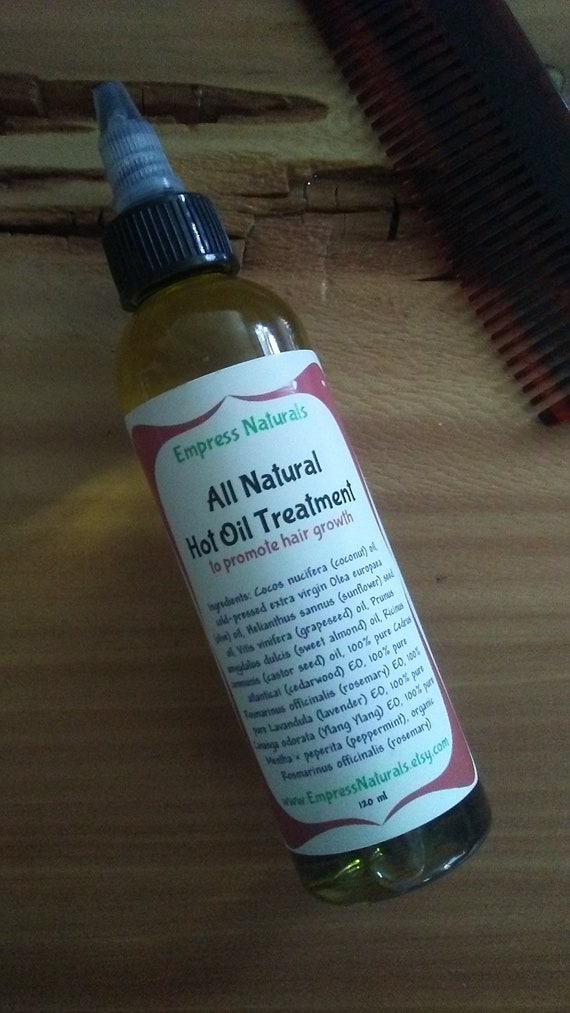 Empress Naturals
All Natural
Hot Oil Treatment
to promote hair growth
Ingredients: Cocos nucifera (coconut) oil,
cold-pressed extra virgin Olea europaea
(olive) oil, Helianthus sannus (sunflower) seed
oil, Vitis vinifera (grapeseed) oil, Prunus
amygdalus dulcis (sweet almond) oil, Ricinus
communis (castor seed) oil, 100% pure Cedrus
atlantical (cedarwood) EO, 100% pure
Rosmarinus officinalis (rosemary) EO, 100%
pure Lavandula (lavender) EO, 100% pure
Cananga odorata (Ylang Ylang) EO, 100% pure
Mentha x peperita (peppermint), organic
Rosmarinus officinalis (rosemary)
www.EmpressNaturals.etsy.com
120 ml